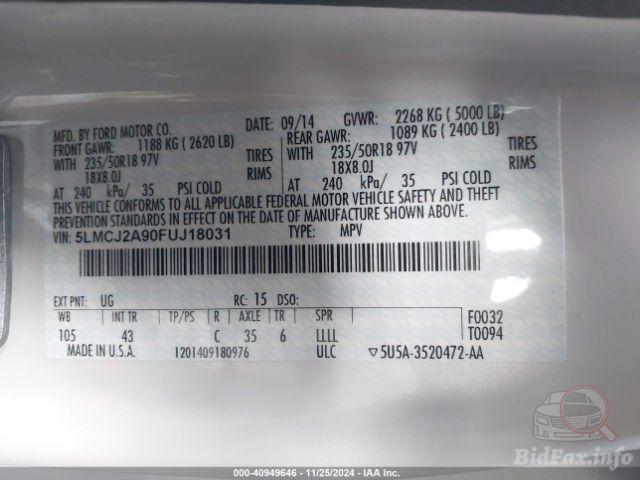 MFD. BY FORD MOTOR CO.
DATE: 09/14 GVWR: 2268 KG ( 5000 LB)
FRONT GAWR: 1188 KG ( 2620 LB)
REAR GAWR: 1089 KG ( 2400 LB)
WITH 235/50R18 97V TIRES
WITH 235/50R18 97V TIRES
18X8.0J RIMS
18X8.0J RIMS
AT 240 kPa/ 35 PSI COLD
AT 240 kPa/ 35 PSI COLD
THIS VEHICLE CONFORMS TO ALL APPLICABLE FEDERAL MOTOR VEHICLE SAFETY AND THEFT
PREVENTION STANDARDS IN EFFECT ON THE DATE OF MANUFACTURE SHOWN ABOVE.
VIN: 5LMCJ2A90FUJ18031 TYPE: MPV
EXT PNT: UG RC: 15 DSO:
WB INT TR TP/PS R AXLE TR SPR
F0032
105 43 C 35 6 LLLL
T0094
MADE IN U.S.A. 1201409180976 ULC ▽5U5A-3520472-AA
BidFax.info
000-40949646 - 11/25/2024 - IAA Inc.